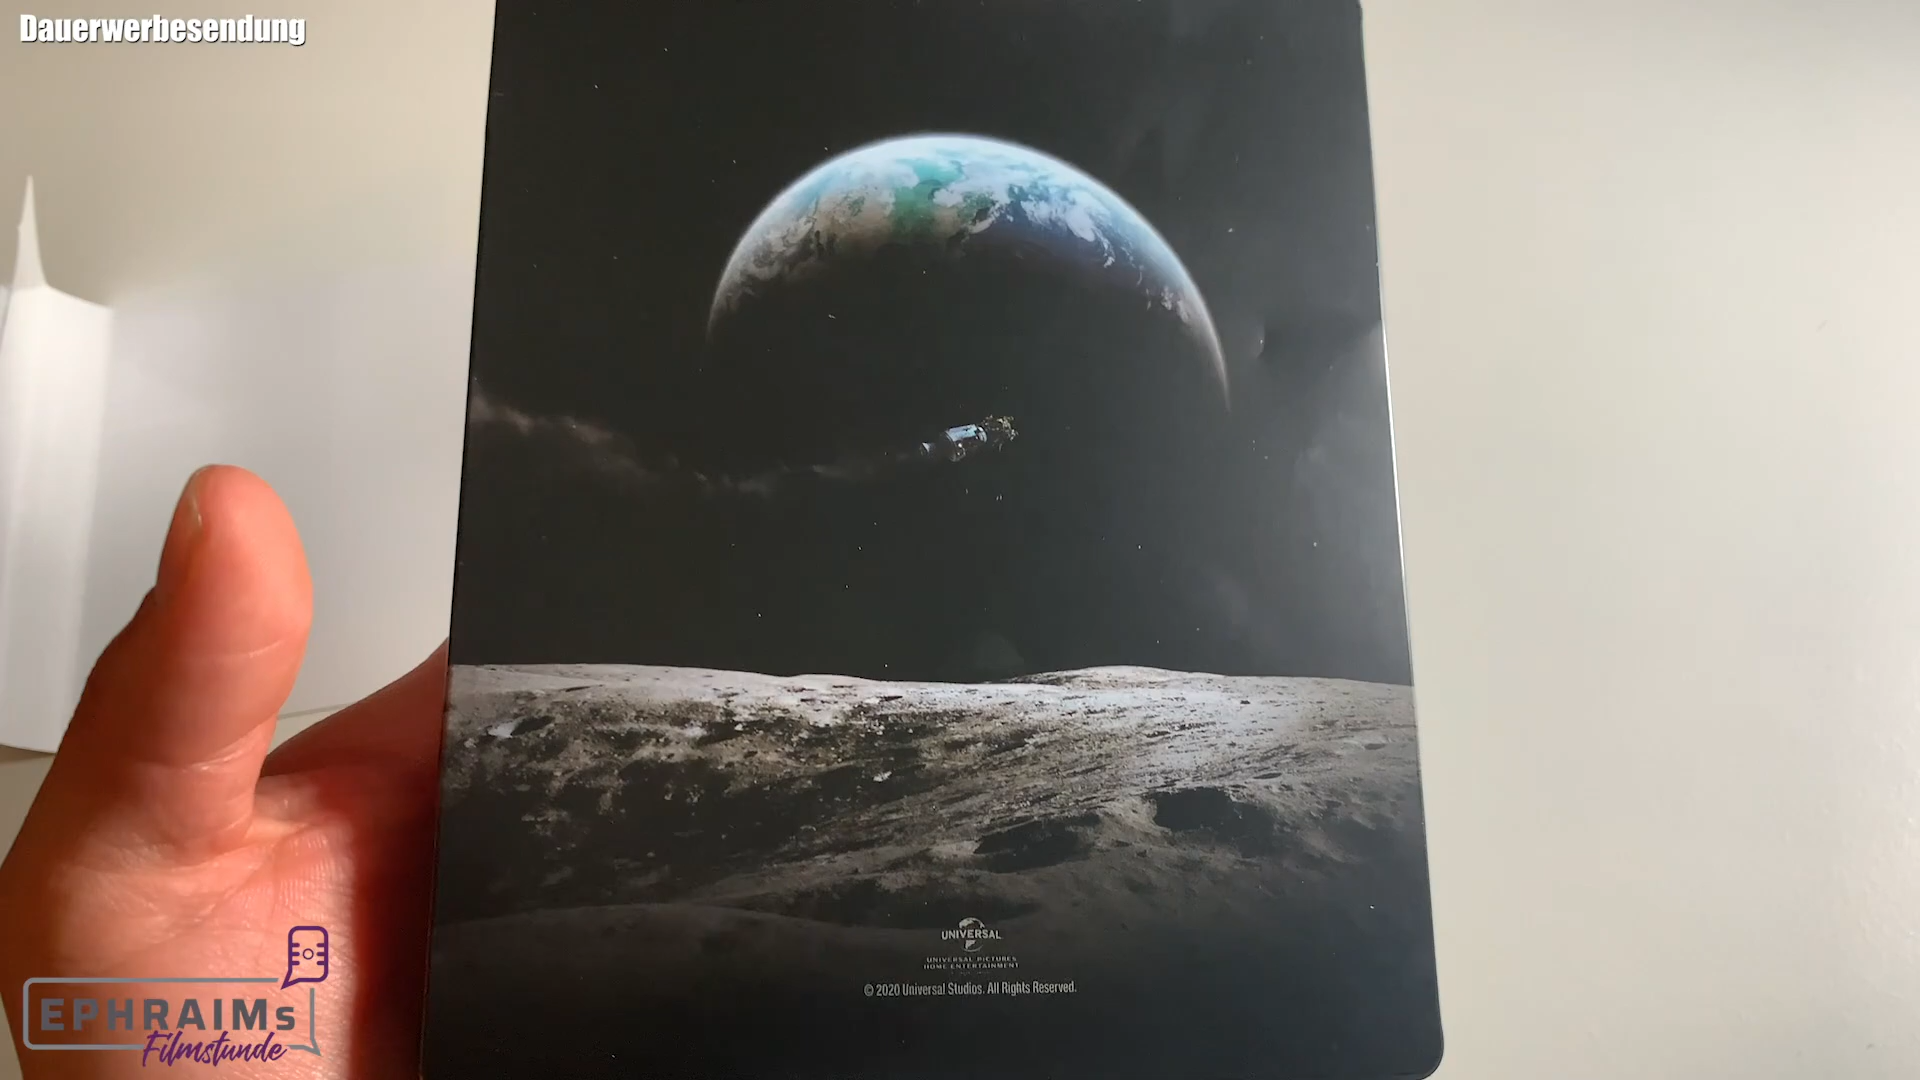 Dauerwerbesendung
UNIVERSAL
UNIVERSAL PICTURES
HOME ENTERTAINMENT
© 2020 Universal Studios. All Rights Reserved.
EPHRAIMs
Filmstunde